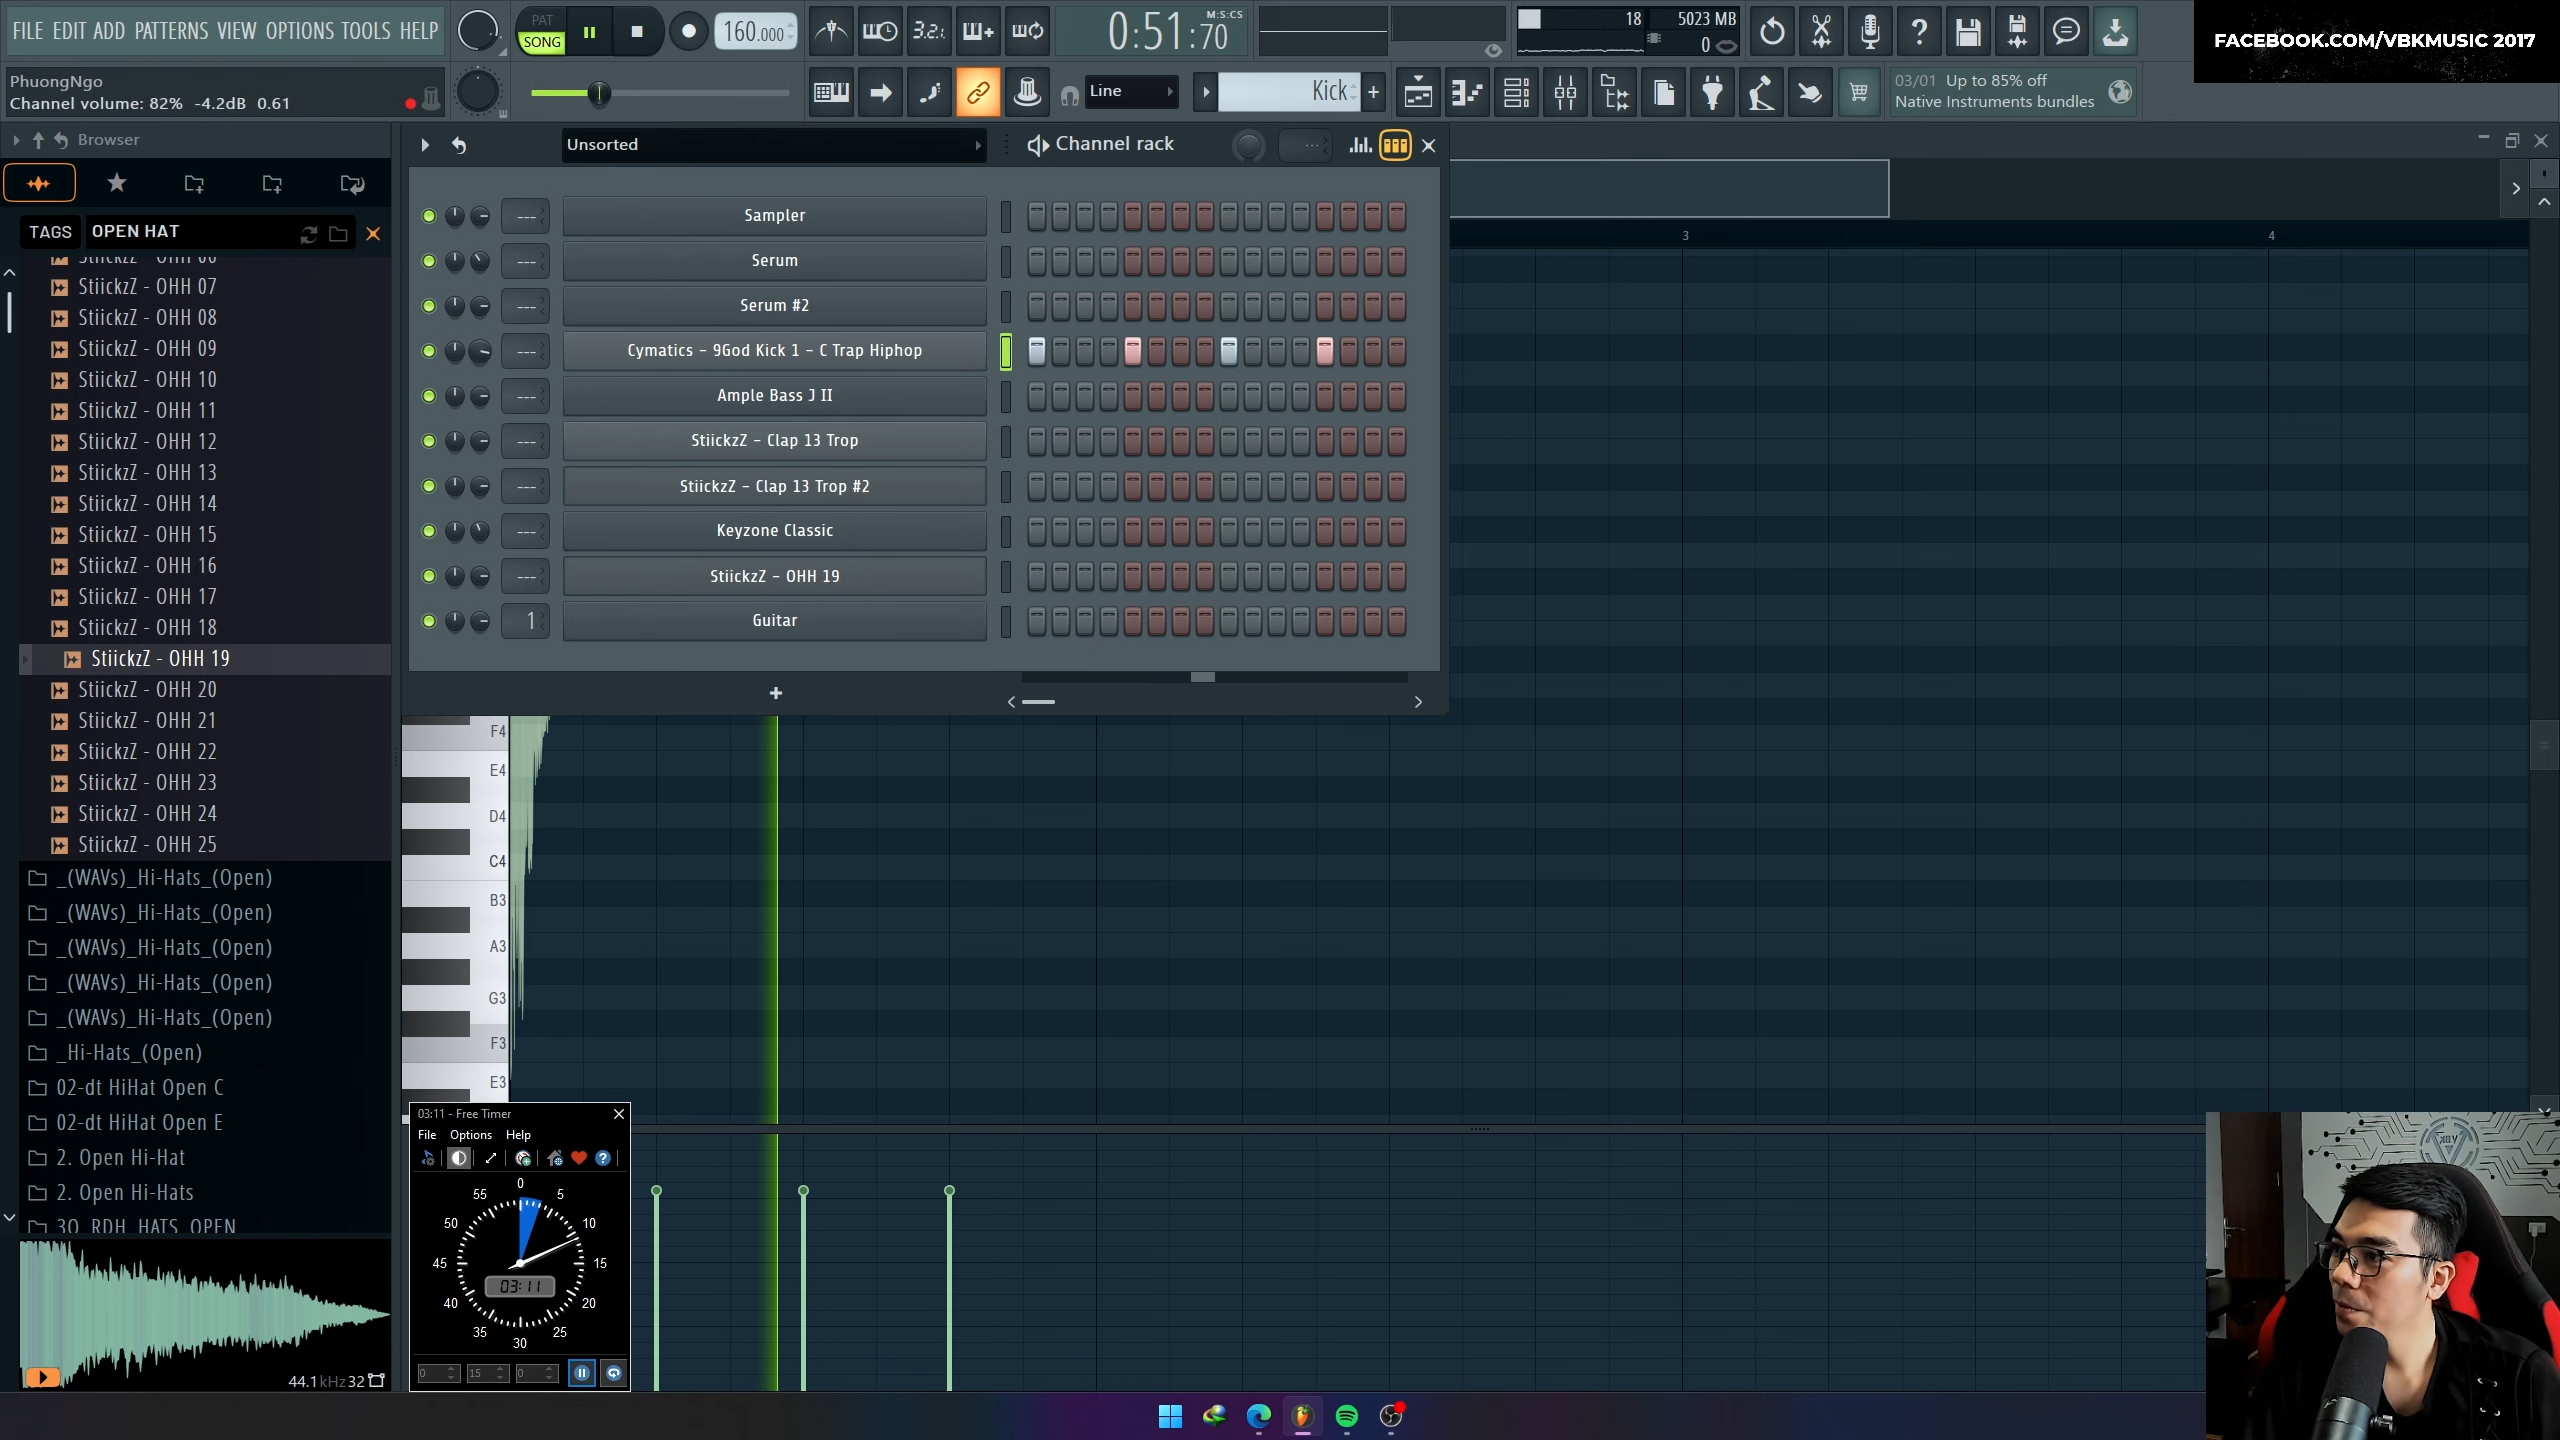 FILE EDIT ADD PATTERNS VIEW OPTIONS TOOLS HELP
PAT
SONG
160.000
3.2.1
M:S:CS
0:51:70
18
5023 MB
0
FACEBOOK.COM/VBKMUSIC 2017
PhuongNgo
Channel volume: 82% -4.2dB 0.61
Line
Kick
03/01 Up to 85% off
Native Instruments bundles
Browser
Unsorted
Channel rack
TAGS
OPEN HAT
StiickzZ - OHH 06
StiickzZ - OHH 07
StiickzZ - OHH 08
StiickzZ - OHH 09
StiickzZ - OHH 10
StiickzZ - OHH 11
StiickzZ - OHH 12
StiickzZ - OHH 13
StiickzZ - OHH 14
StiickzZ - OHH 15
StiickzZ - OHH 16
StiickzZ - OHH 17
StiickzZ - OHH 18
StiickzZ - OHH 19
StiickzZ - OHH 20
StiickzZ - OHH 21
StiickzZ - OHH 22
StiickzZ - OHH 23
StiickzZ - OHH 24
StiickzZ - OHH 25
_(WAVs)_Hi-Hats_(Open)
_(WAVs)_Hi-Hats_(Open)
_(WAVs)_Hi-Hats_(Open)
_(WAVs)_Hi-Hats_(Open)
_(WAVs)_Hi-Hats_(Open)
_Hi-Hats_(Open)
02-dt HiHat Open C
02-dt HiHat Open E
2. Open Hi-Hat
2. Open Hi-Hats
30_RDH_HATS_OPEN
44.1kHz 32
Sampler
Serum
Serum #2
Cymatics - 9God Kick 1 - C Trap Hiphop
Ample Bass J II
StiickzZ - Clap 13 Trop
StiickzZ - Clap 13 Trop #2
Keyzone Classic
StiickzZ - OHH 19
1
Guitar
3
4
F4
E4
D4
C4
B3
A3
G3
F3
E3
03:11 - Free Timer
File Options Help
0
5
10
15
20
25
30
35
40
45
50
55
03:11
0
15
0